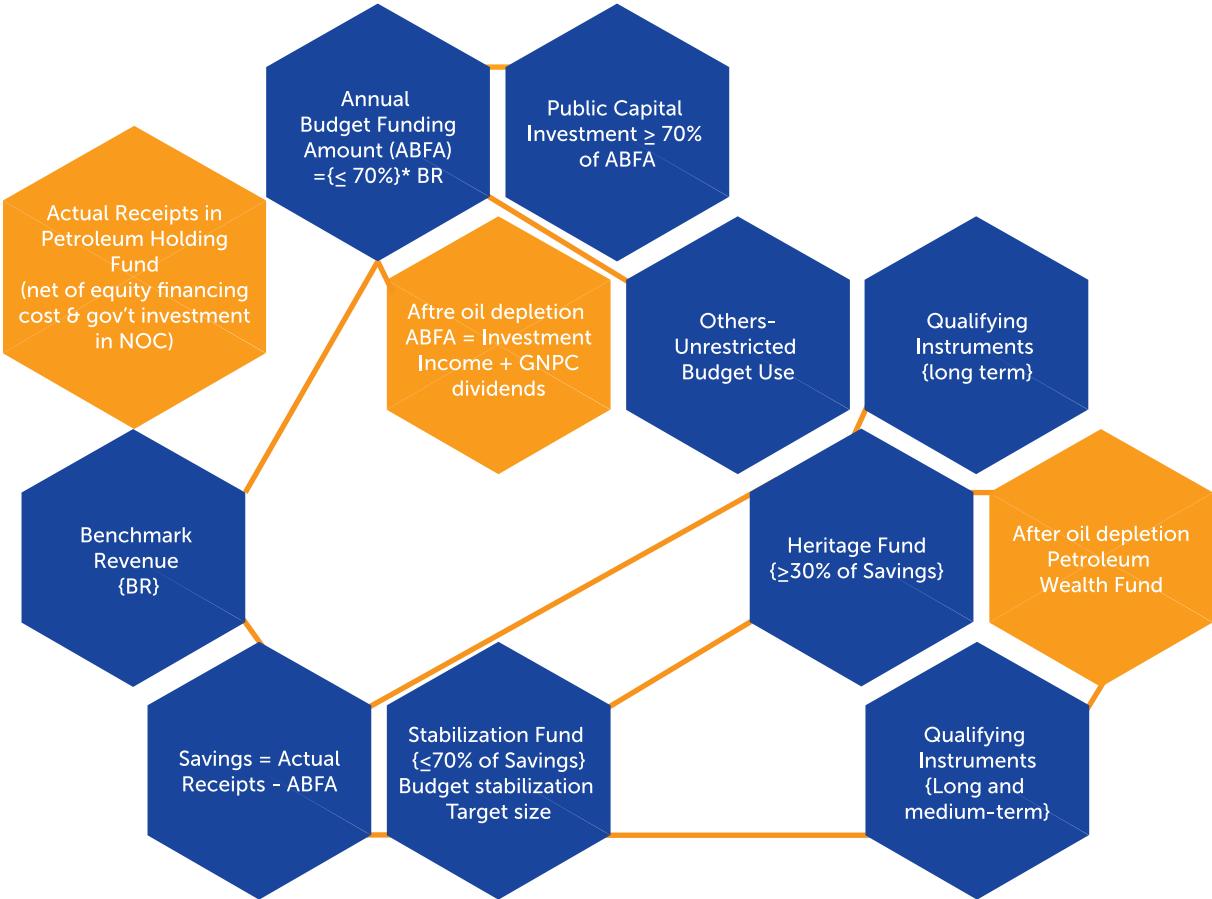 Annual
Budget Funding
Amount (ABFA)
={≤ 70%}* BR
Public Capital
Investment ≥ 70%
of ABFA
Actual Receipts in
Petroleum Holding
Fund
(net of equity financing
cost & gov’t investment
in NOC)
Aftre oil depletion
ABFA = Investment
Income + GNPC
dividends
Others-
Unrestricted
Budget Use
Qualifying
Instruments
{long term}
Benchmark
Revenue
{BR}
Heritage Fund
{≥30% of Savings}
After oil depletion
Petroleum
Wealth Fund
Savings = Actual
Receipts - ABFA
Stabilization Fund
{≤70% of Savings}
Budget stabilization
Target size
Qualifying
Instruments
{Long and
medium-term}